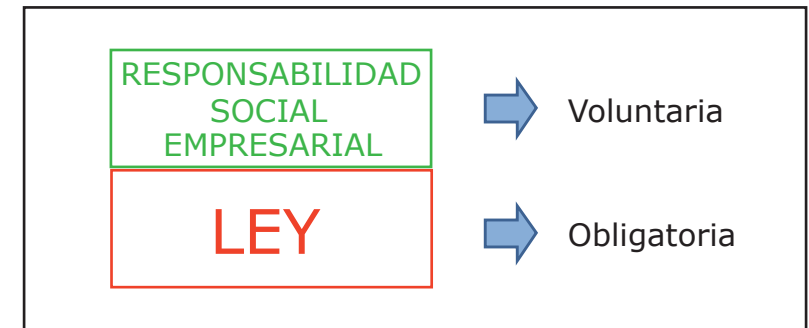 RESPONSABILIDAD
SOCIAL
EMPRESARIAL
Voluntaria
LEY
Obligatoria